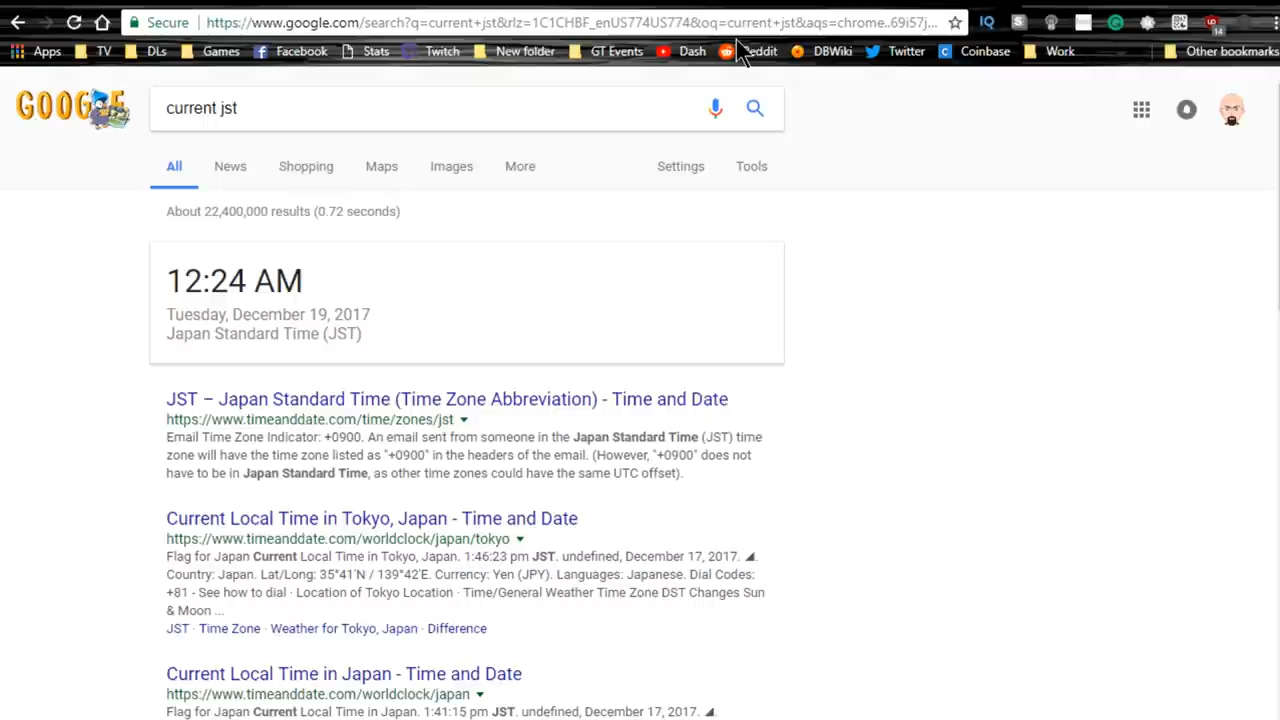 Secure https://www.google.com/search?q=current+jst&rlz=1C1CHBF_enUS774US774&oq=current+jst&aqs=chrome..69i57j... IQ S 14
Apps TV DLs Games Facebook Stats Twitch New folder GT Events Dash eddit DBWiki Twitter C Coinbase Work Other bookmarks
GOOG E
current jst
All News Shopping Maps Images More Settings Tools
About 22,400,000 results (0.72 seconds)
12:24 AM
Tuesday, December 19, 2017
Japan Standard Time (JST)
JST – Japan Standard Time (Time Zone Abbreviation) - Time and Date
https://www.timeanddate.com/time/zones/jst
Email Time Zone Indicator: +0900. An email sent from someone in the Japan Standard Time (JST) time
zone will have the time zone listed as "+0900" in the headers of the email. (However, "+0900" does not
have to be in Japan Standard Time, as other time zones could have the same UTC offset).
Current Local Time in Tokyo, Japan - Time and Date
https://www.timeanddate.com/worldclock/japan/tokyo
Flag for Japan Current Local Time in Tokyo, Japan. 1:46:23 pm JST. undefined, December 17, 2017.
Country: Japan. Lat/Long: 35°41'N / 139°42'E. Currency: Yen (JPY). Languages: Japanese. Dial Codes:
+81 - See how to dial · Location of Tokyo Location · Time/General Weather Time Zone DST Changes Sun
& Moon ...
JST · Time Zone · Weather for Tokyo, Japan · Difference
Current Local Time in Japan - Time and Date
https://www.timeanddate.com/worldclock/japan
Flag for Japan Current Local Time in Japan. 1:41:15 pm JST. undefined, December 17, 2017.